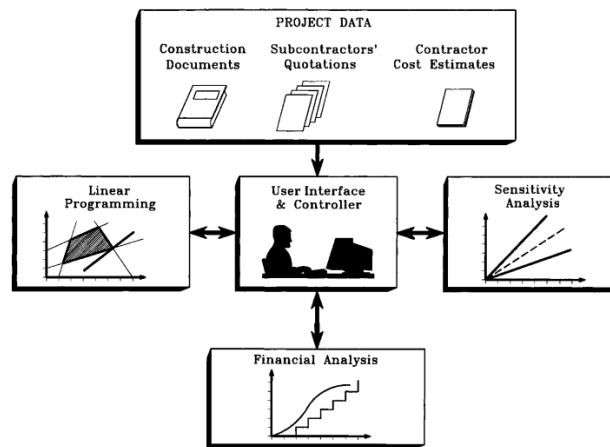 PROJECT DATA
Construction
Documents
Subcontractors'
Quotations
Contractor
Cost Estimates
Linear
Programming
User Interface
& Controller
Sensitivity
Analysis
Financial Analysis